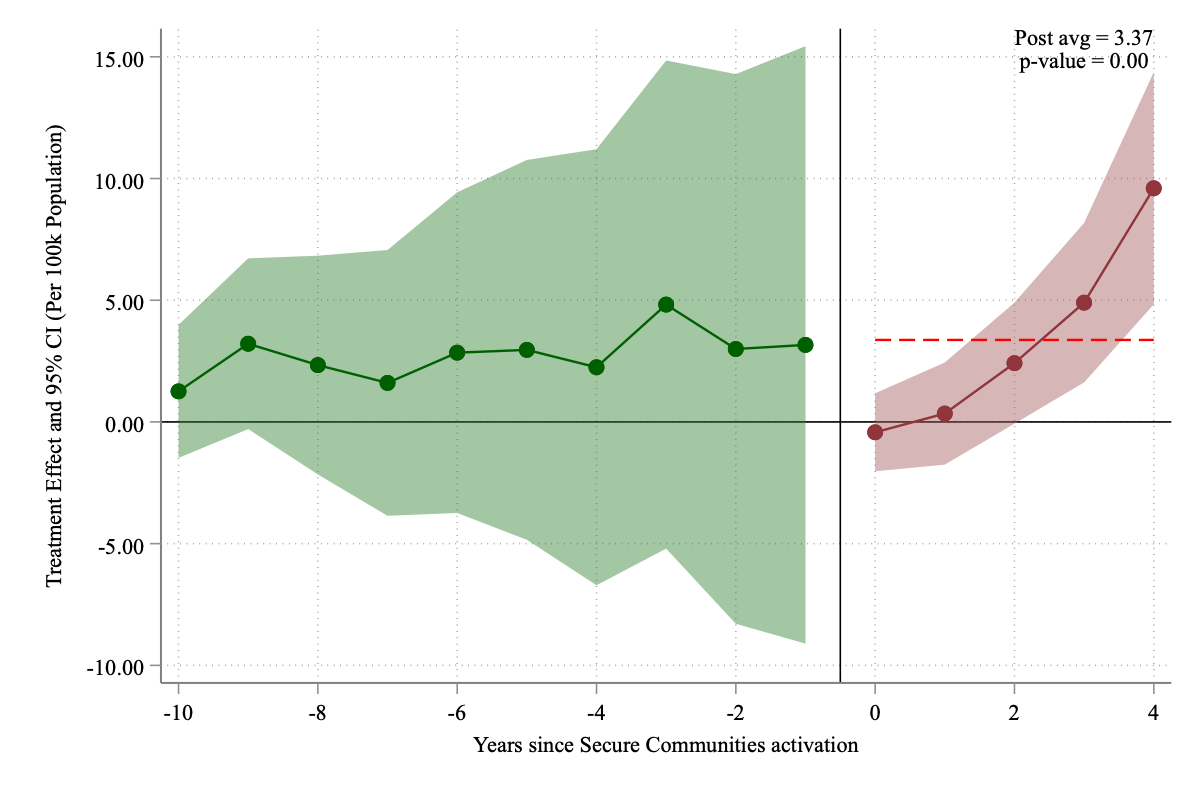 Post avg = 3.37
p-value = 0.00
Treatment Effect and 95% CI (Per 100k Population)
15.00
10.00
5.00
0.00
-5.00
-10.00
-10 -8 -6 -4 -2 0 2 4
Years since Secure Communities activation